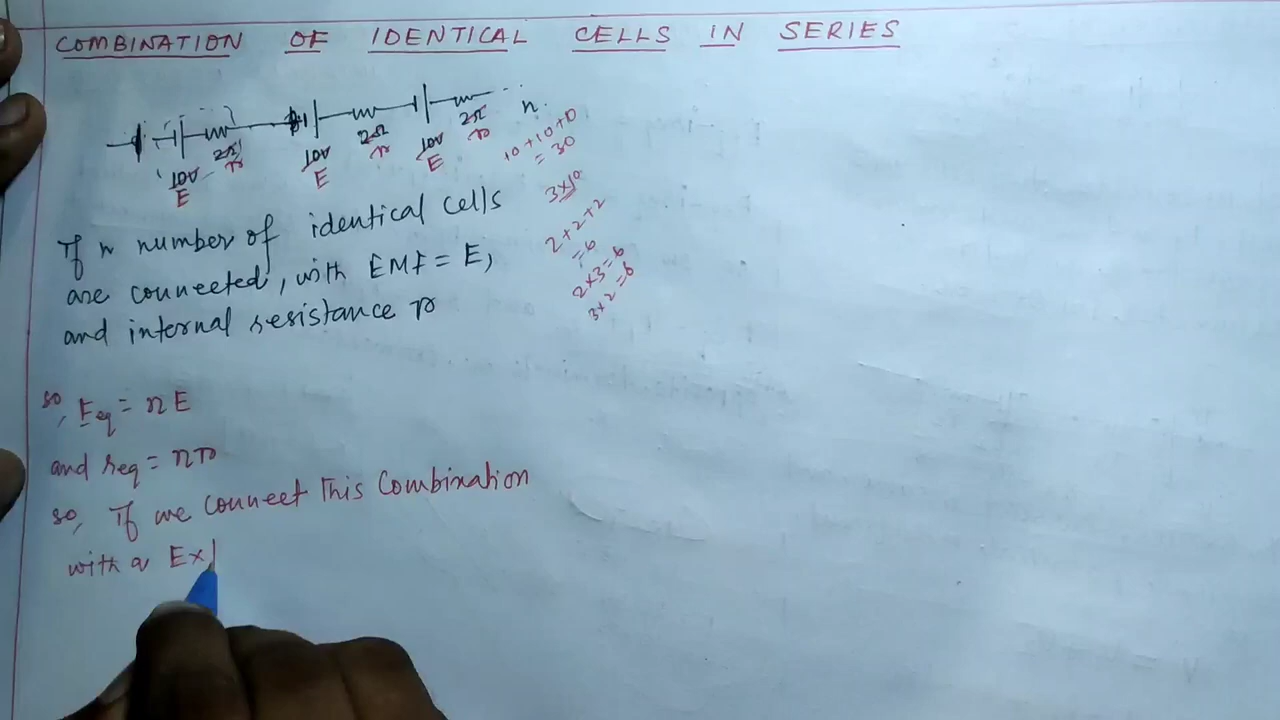 COMBINATION OF IDENTICAL CELLS IN SERIES
n.
2Ω 2Ω 2Ω
r r r
10V 10V 10V
E E E
10+10+10
= 30
3×10
2+2+2
= 6
2×3=6
3×2=6
If n number of identical cells
are connected, with EMF = E,
and internal resistance r
so, Eeq = nE
and req = nr
so, If we connect This Combination
with a Ext